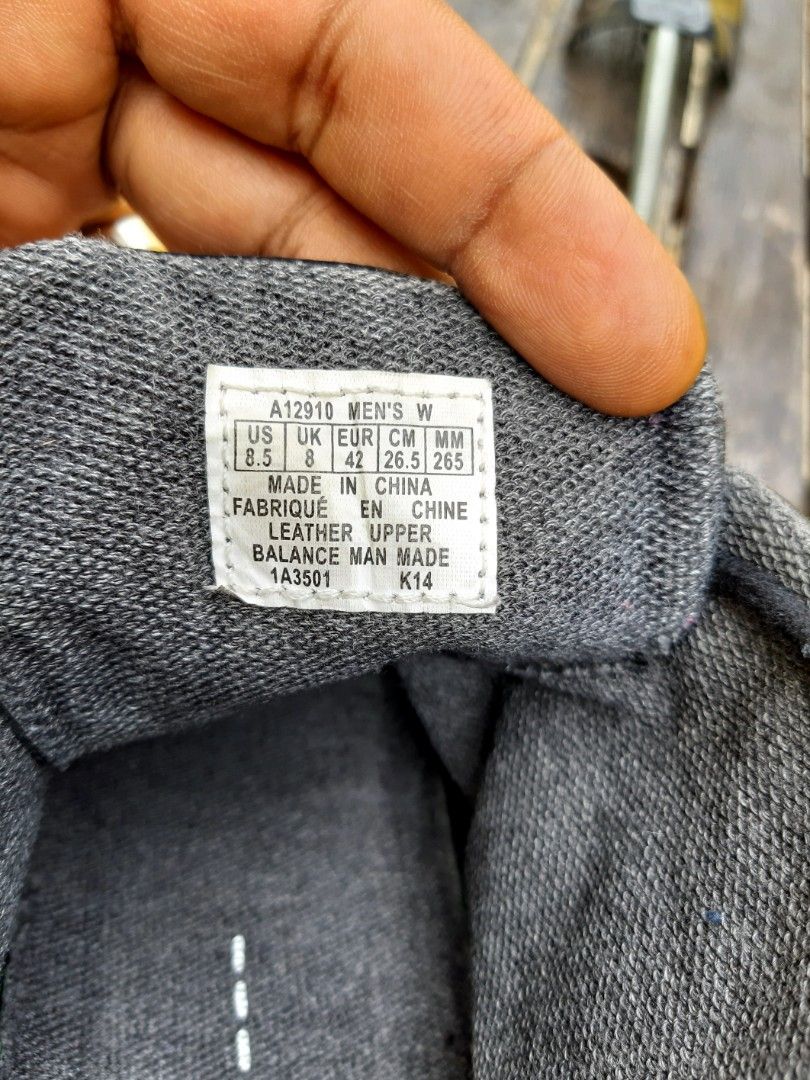 A12910 MEN'S W
US UK EUR CM MM
8.5 8 42 26.5 265
MADE IN CHINA
FABRIQUÉ EN CHINE
LEATHER UPPER
BALANCE MAN MADE
1A3501 K14